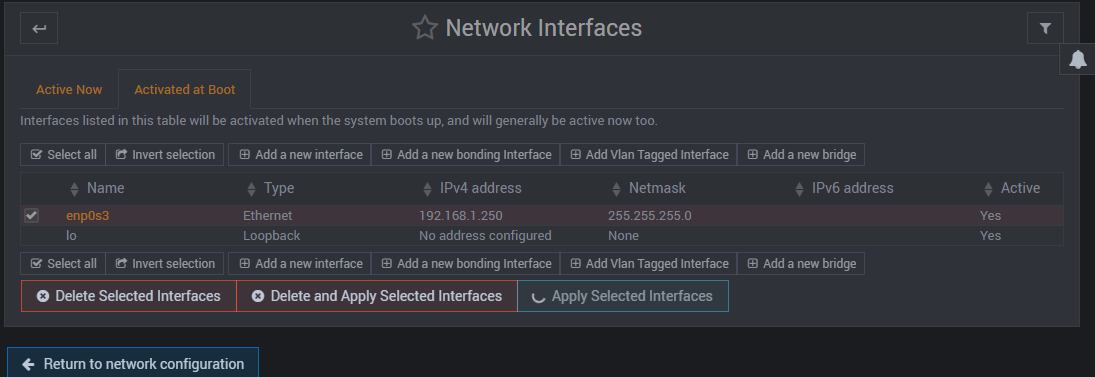 Network Interfaces
Active Now Activated at Boot
Interfaces listed in this table will be activated when the system boots up, and will generally be active now too.
Select all Invert selection Add a new interface Add a new bonding Interface Add Vlan Tagged Interface Add a new bridge
Name Type IPv4 address Netmask IPv6 address Active
enp0s3 Ethernet 192.168.1.250 255.255.255.0 Yes
lo Loopback No address configured None Yes
Select all Invert selection Add a new interface Add a new bonding Interface Add Vlan Tagged Interface Add a new bridge
Delete Selected Interfaces Delete and Apply Selected Interfaces Apply Selected Interfaces
Return to network configuration